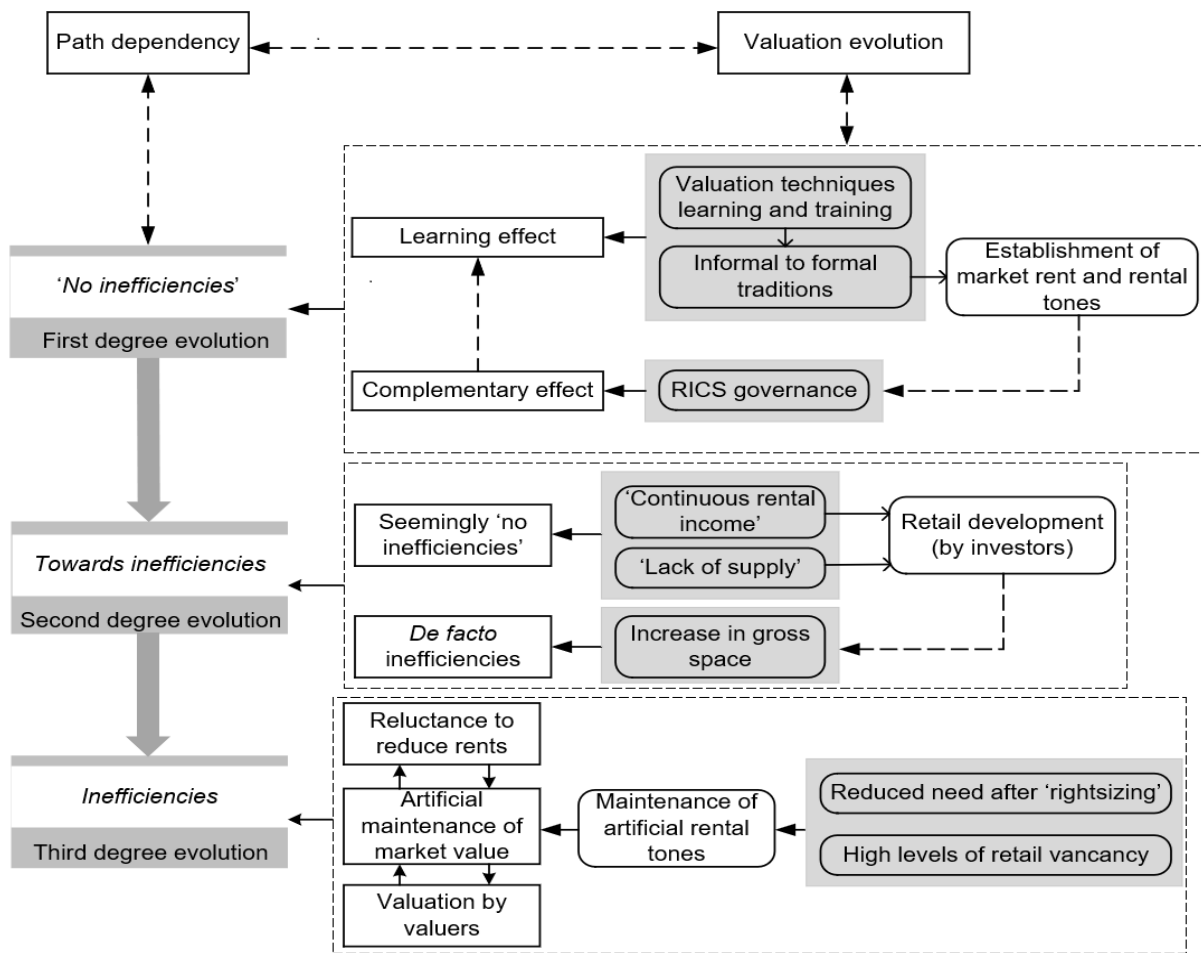 Path dependency
Valuation evolution
Valuation techniques
learning and training
Learning effect
Informal to formal
traditions
Establishment of
market rent and rental
tones
'No inefficiencies'
First degree evolution
Complementary effect
RICS governance
Seemingly 'no
inefficiencies'
'Continuous rental
income'
'Lack of supply'
Retail development
(by investors)
Towards inefficiencies
Second degree evolution
De facto
inefficiencies
Increase in gross
space
Reluctance to
reduce rents
Inefficiencies
Third degree evolution
Artificial
maintenance of
market value
Maintenance of
artificial rental
tones
Reduced need after 'rightsizing'
High levels of retail vancancy
Valuation by
valuers